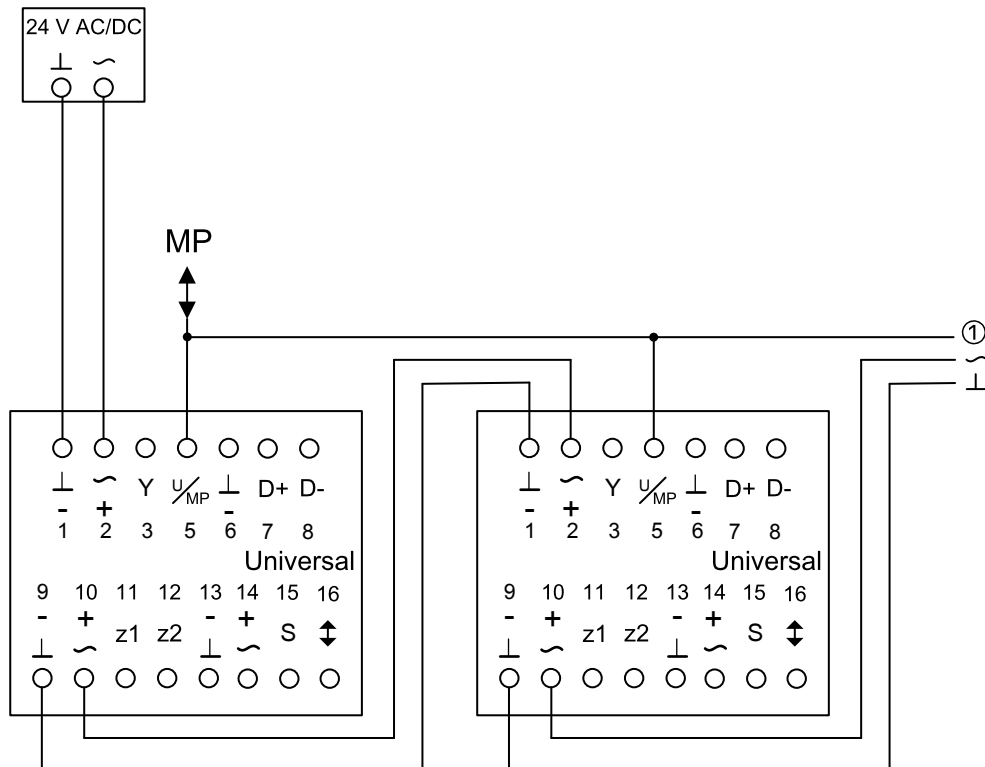 24 V AC/DC
⊥ ~
MP
①
~
⊥
⊥ ~ Y U/MP ⊥ D+ D-
- + -
1 2 3 5 6 7 8
Universal
9 10 11 12 13 14 15 16
- + z1 z2 - + S ↕
⊥ ~ ⊥ ~
⊥ ~ Y U/MP ⊥ D+ D-
- + -
1 2 3 5 6 7 8
Universal
9 10 11 12 13 14 15 16
- + z1 z2 - + S ↕
⊥ ~ ⊥ ~